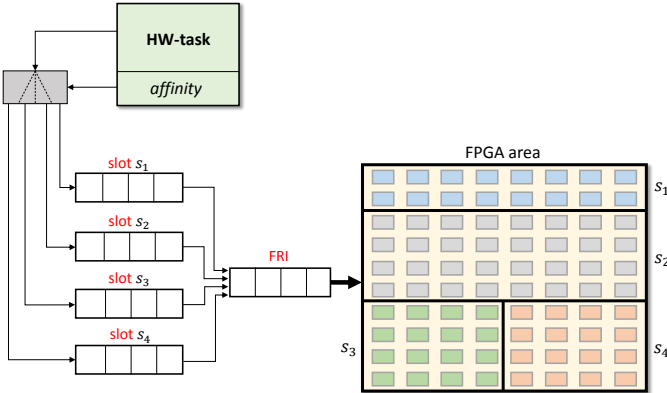 HW-task
affinity
FPGA area
slot s₁
s₁
slot s₂
s₂
FRI
slot s₃
s₃
s₄
slot s₄